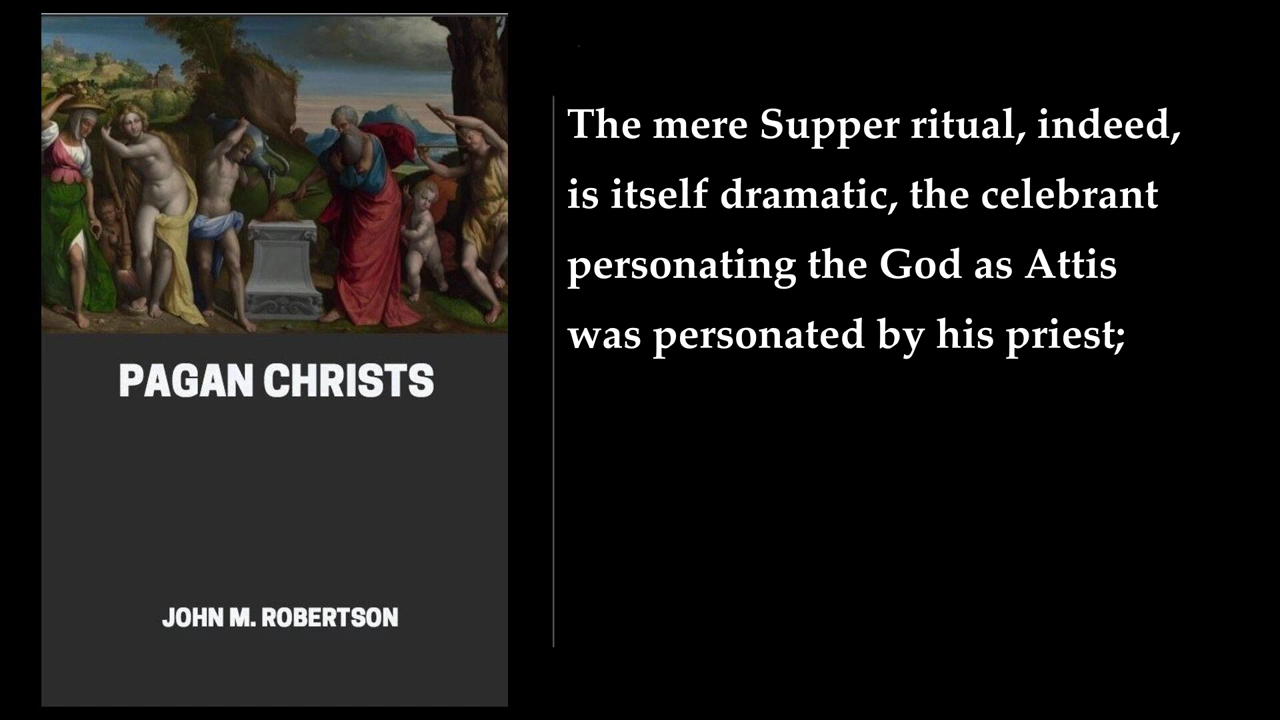 PAGAN CHRISTS
JOHN M. ROBERTSON
The mere Supper ritual, indeed,
is itself dramatic, the celebrant
personating the God as Attis
was personated by his priest;